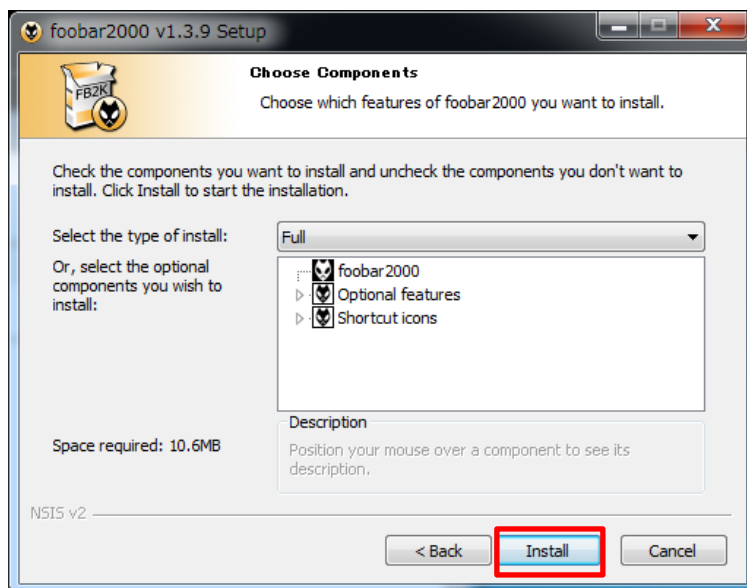 foobar2000 v1.3.9 Setup
Choose Components
Choose which features of foobar2000 you want to install.
FB2K
Check the components you want to install and uncheck the components you don't want to
install. Click Install to start the installation.
Select the type of install:
Full
Or, select the optional
components you wish to
install:
foobar2000
Optional features
Shortcut icons
Space required: 10.6MB
Description
Position your mouse over a component to see its
description.
NSIS v2
< Back
Install
Cancel